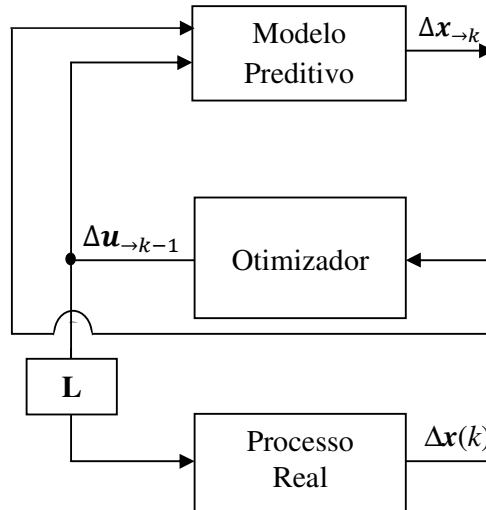 Modelo
Preditivo
Δ𝒙→k
Δ𝒖→k−1
Otimizador
L
Processo
Real
Δ𝒙(k)